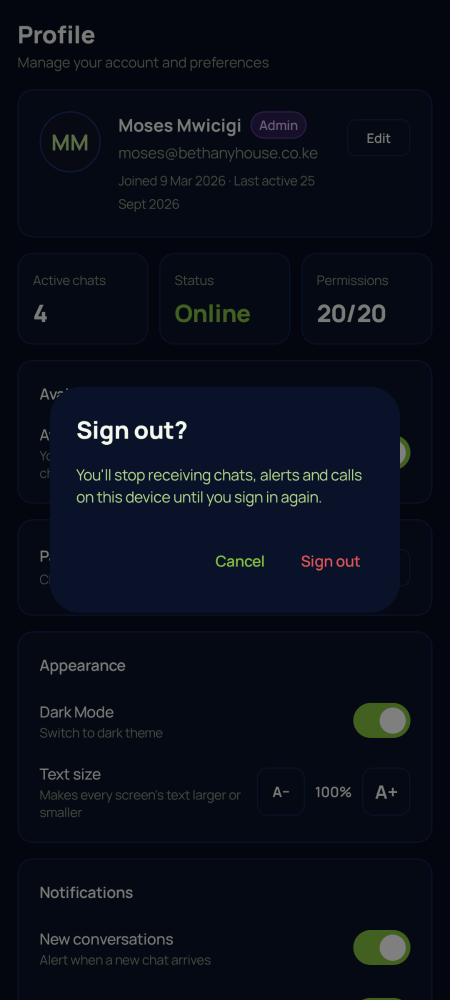 Profile
Manage your account and preferences
MM
Moses Mwicigi
Admin
Edit
moses@bethanyhouse.co.ke
Joined 9 Mar 2026 · Last active 25
Sept 2026
Active chats
Status
Permissions
4
Online
20/20
Sign out?
You'll stop receiving chats, alerts and calls
on this device until you sign in again.
Cancel
Sign out
Appearance
Dark Mode
Switch to dark theme
Text size
Makes every screen's text larger or
smaller
A−
100%
A+
Notifications
New conversations
Alert when a new chat arrives